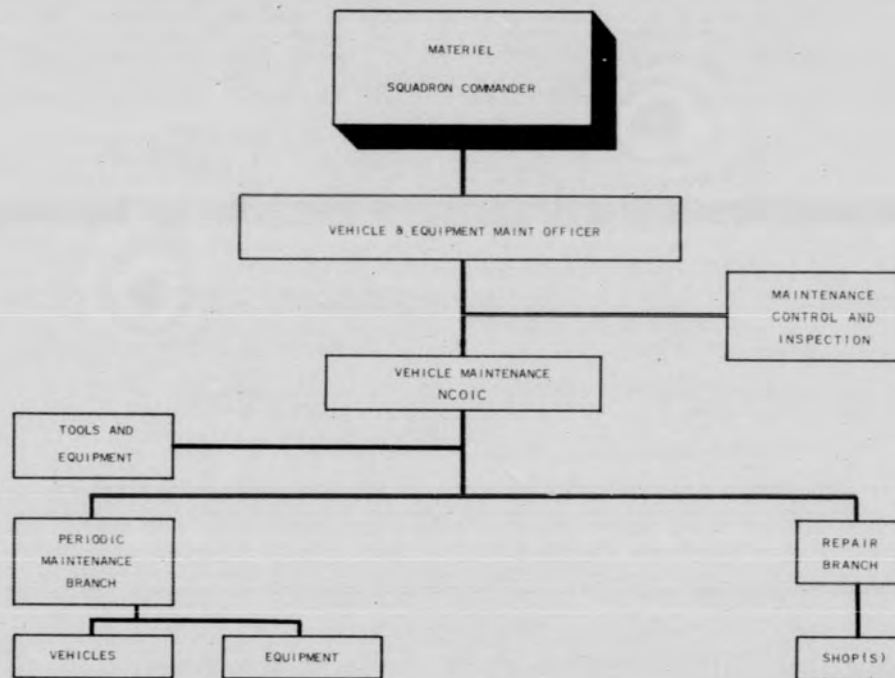 MATERIEL
SQUADRON COMMANDER
VEHICLE & EQUIPMENT MAINT OFFICER
MAINTENANCE
CONTROL AND
INSPECTION
VEHICLE MAINTENANCE
NCOIC
TOOLS AND
EQUIPMENT
PERIODIC
MAINTENANCE
BRANCH
REPAIR
BRANCH
VEHICLES
EQUIPMENT
SHOP(S)